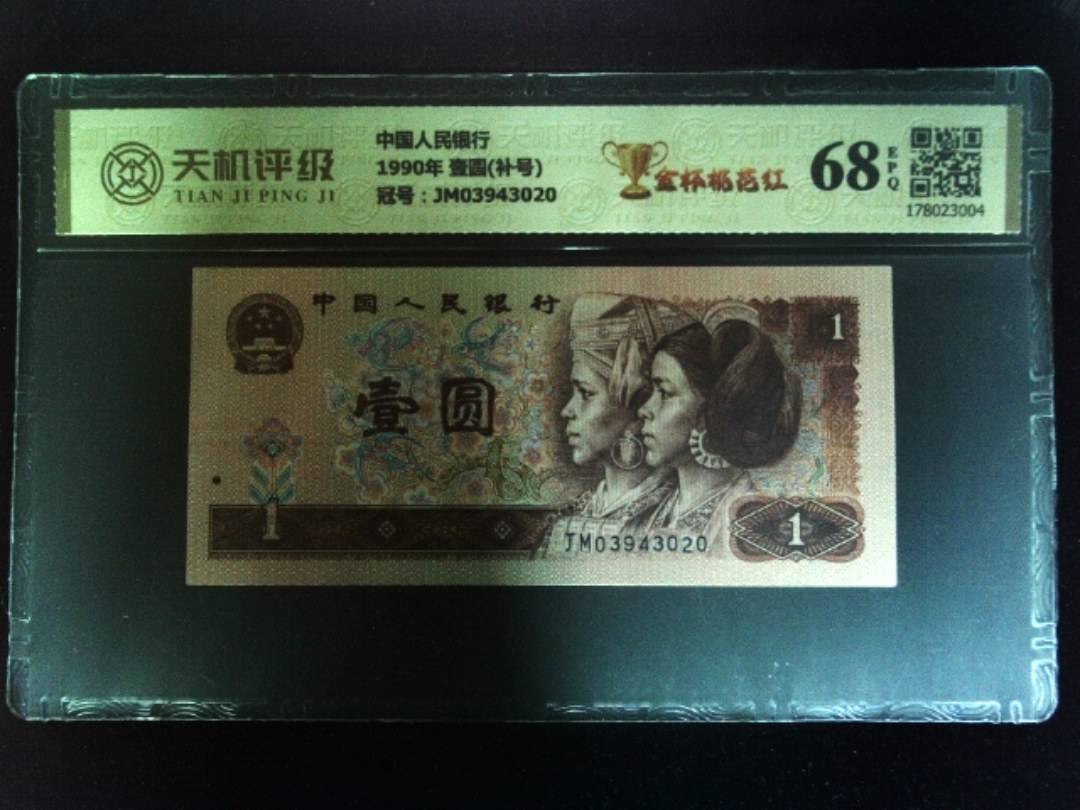 天机评级
TIAN JI PING JI
中国人民银行
1990年 壹圆(补号)
冠号：JM03943020
金杯桃花红
68
EPQ
178023004
中国人民银行
1
壹圆
1
JM03943020
1